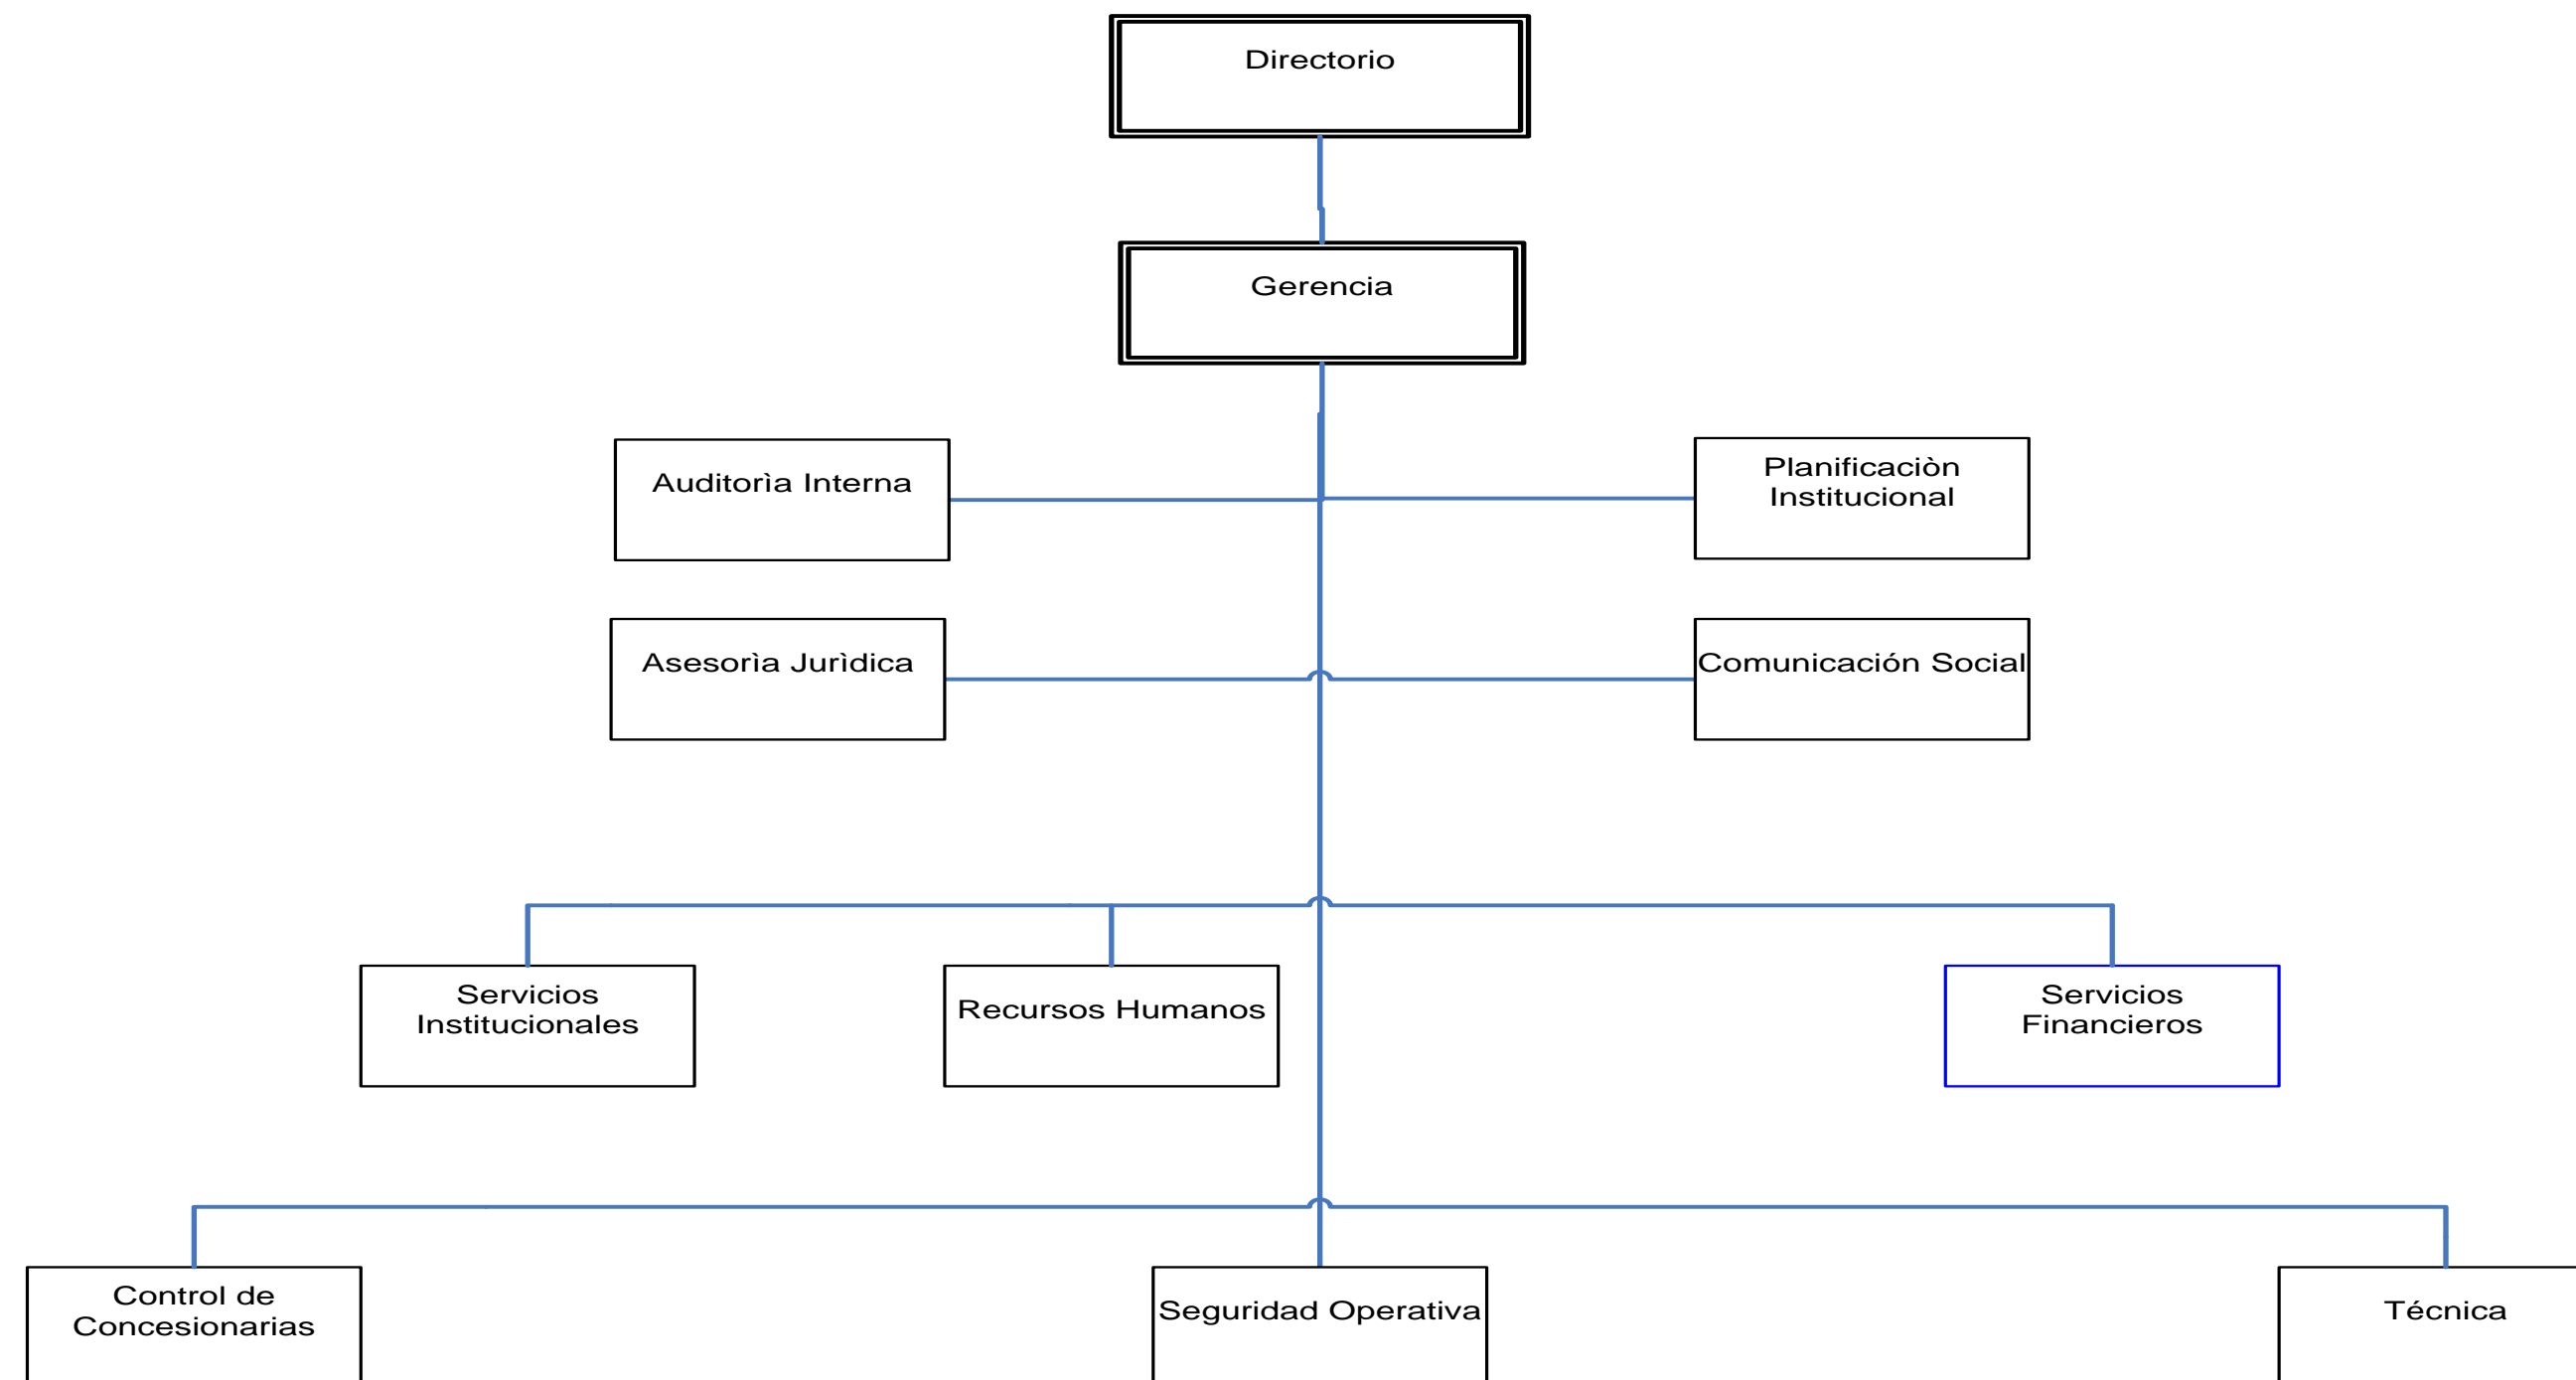 Directorio
Gerencia
Auditorìa Interna
Planificaciòn
Institucional
Asesorìa Jurìdica
Comunicación Social
Servicios
Institucionales
Recursos Humanos
Servicios
Financieros
Control de
Concesionarias
Seguridad Operativa
Técnica